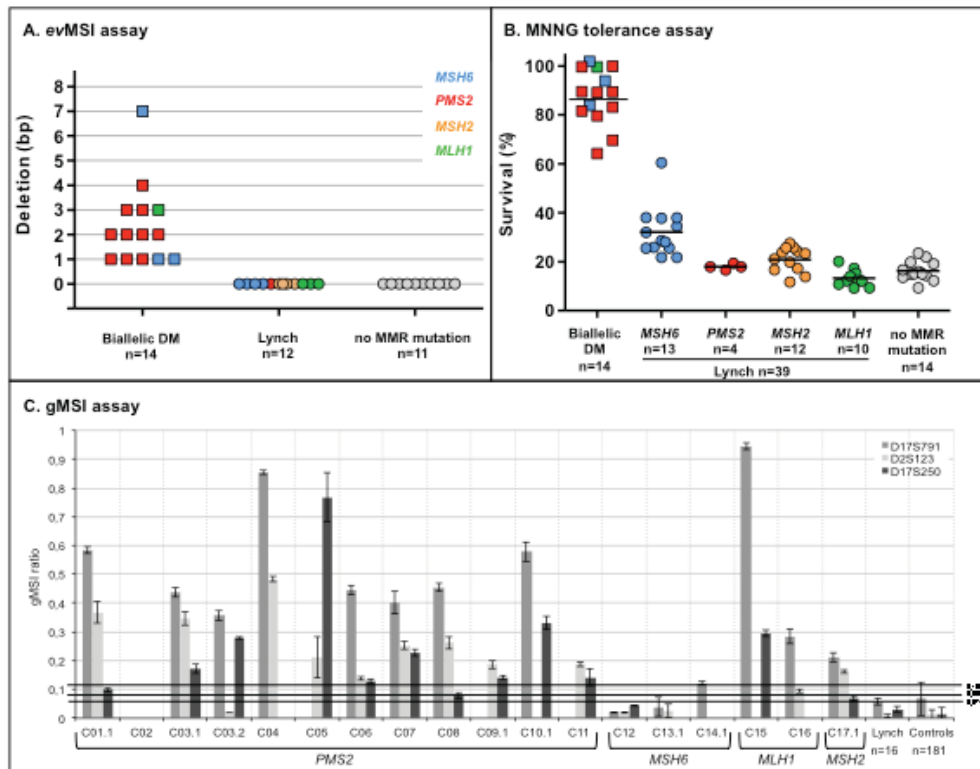 A. evMSI assay
MSH6
PMS2
MSH2
MLH1
Deletion (bp)
8
7
6
5
4
3
2
1
0
Biallelic DM
n=14
Lynch
n=12
no MMR mutation
n=11
B. MNNG tolerance assay
Survival (%)
100
80
60
40
20
0
Biallelic
DM
n=14
MSH6
n=13
PMS2
n=4
MSH2
n=12
MLH1
n=10
no MMR
mutation
n=14
Lynch n=39
C. gMSI assay
D17S791
D2S123
D17S250
gMSI ratio
1
0,9
0,8
0,7
0,6
0,5
0,4
0,3
0,2
0,1
0
C01.1 C02 C03.1 C03.2 C04 C05 C06 C07 C08 C09.1 C10.1 C11 C12 C13.1 C14.1 C15 C16 C17.1 Lynch Controls
n=16 n=181
PMS2 MSH6 MLH1 MSH2